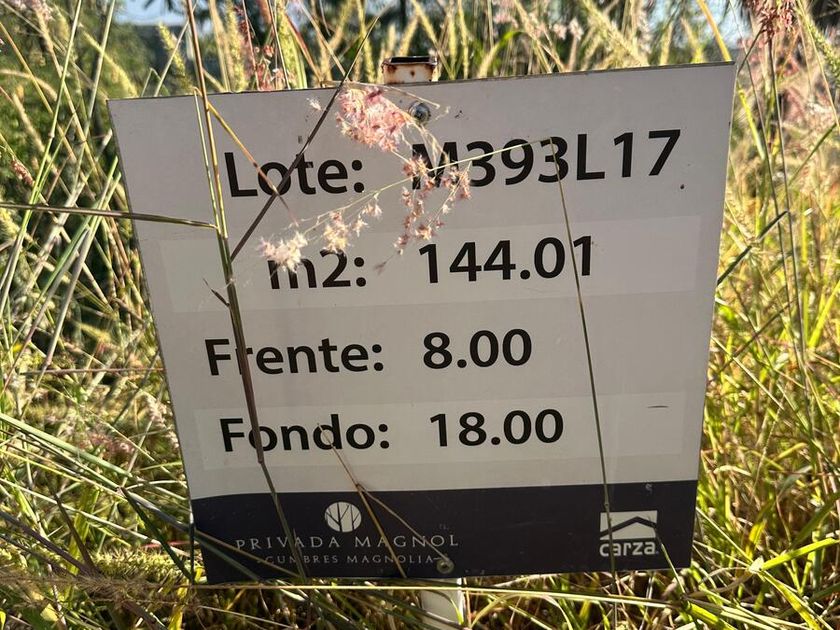 Lote: M393L17
m2: 144.01
Frente: 8.00
Fondo: 18.00
PRIVADA MAGNOL
CUMBRES MAGNOLIA
carza